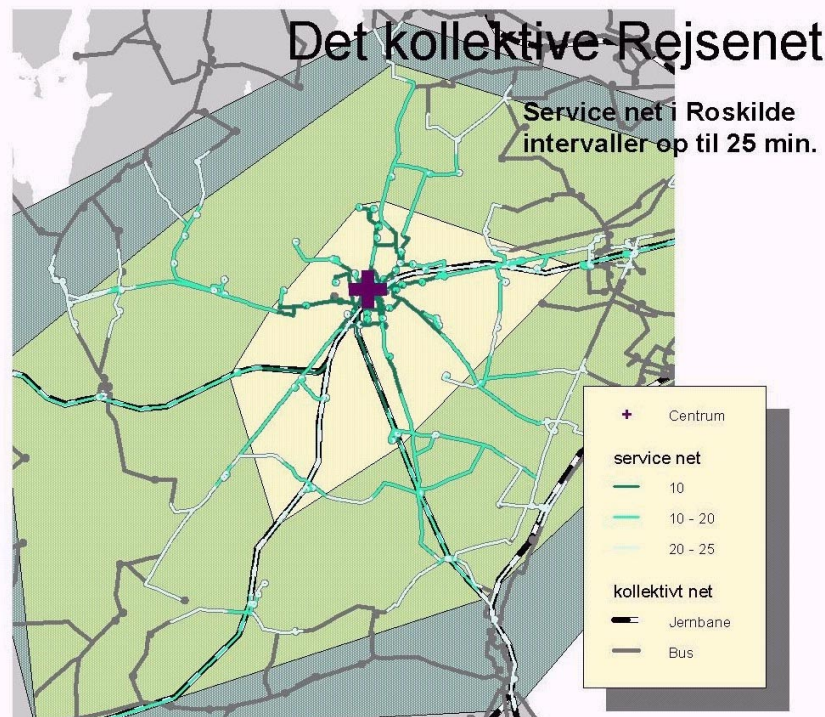 Det kollektive Rejsenet
Service net i Roskilde
intervaller op til 25 min.
Centrum
service net
10
10 - 20
20 - 25
kollektivt net
Jernbane
Bus